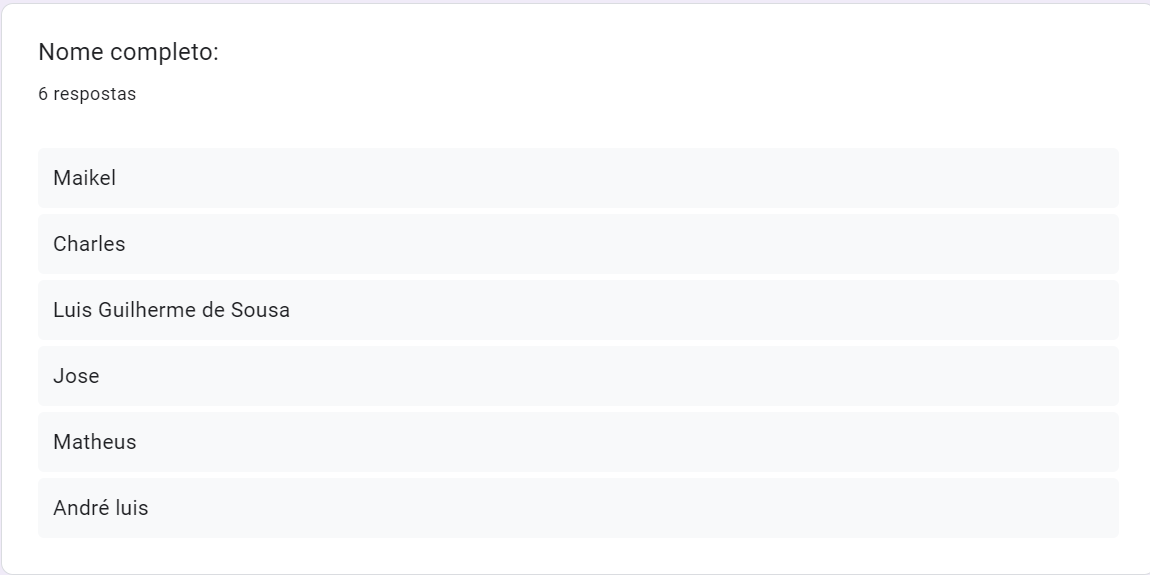 Nome completo:
6 respostas
Maikel
Charles
Luis Guilherme de Sousa
Jose
Matheus
André luis